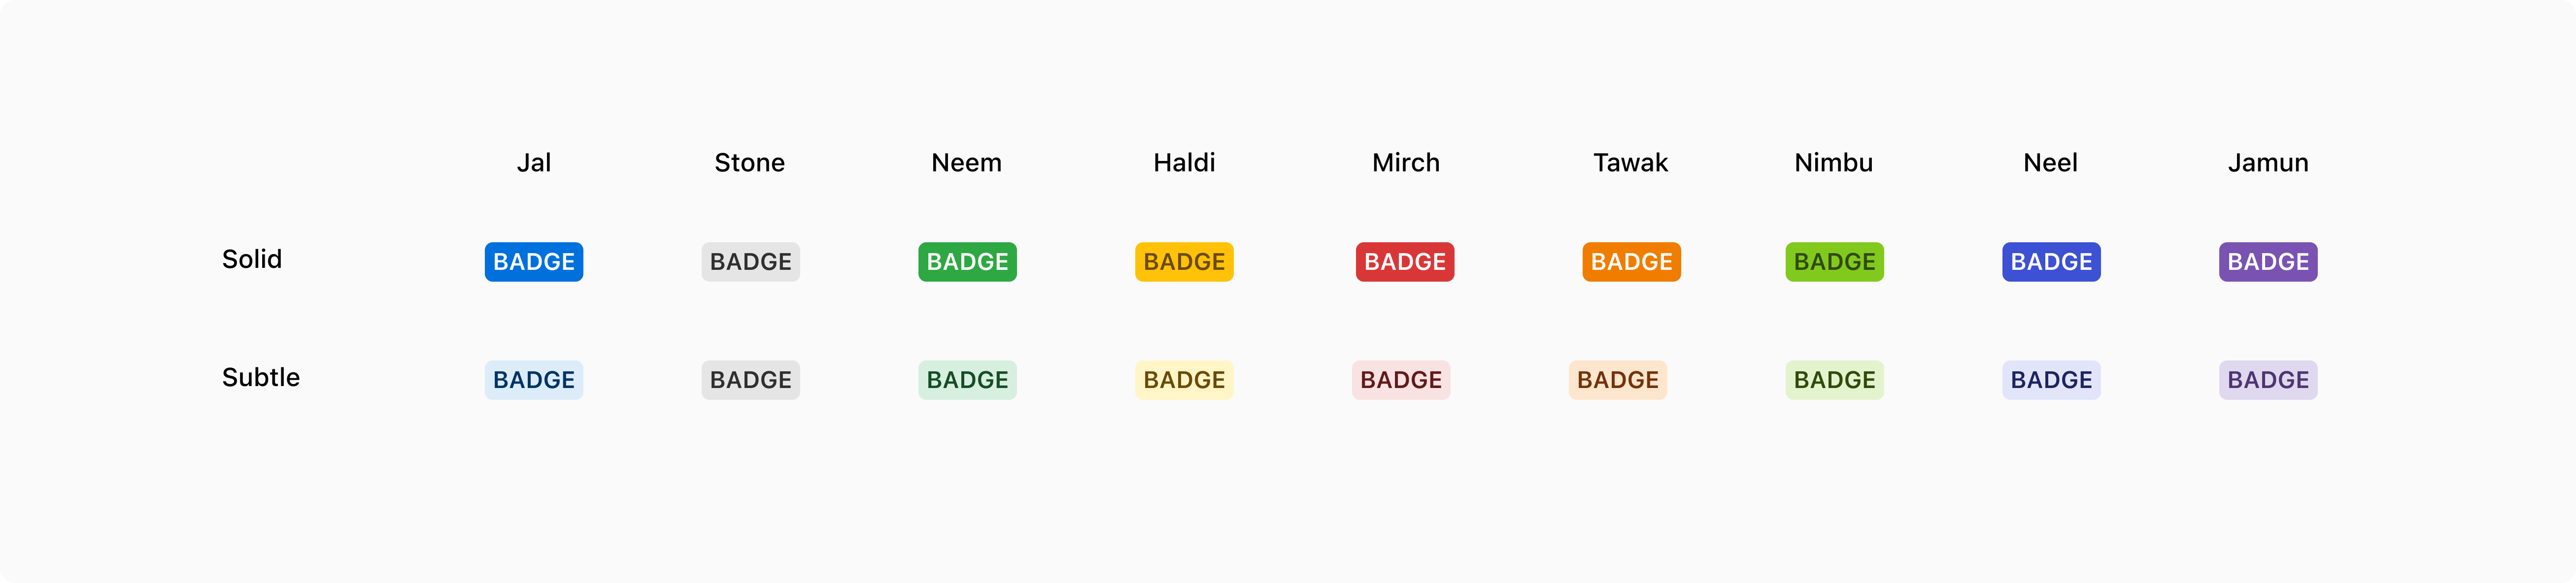 Jal Stone Neem Haldi Mirch Tawak Nimbu Neel Jamun
Solid BADGE BADGE BADGE BADGE BADGE BADGE BADGE BADGE BADGE
Subtle BADGE BADGE BADGE BADGE BADGE BADGE BADGE BADGE BADGE